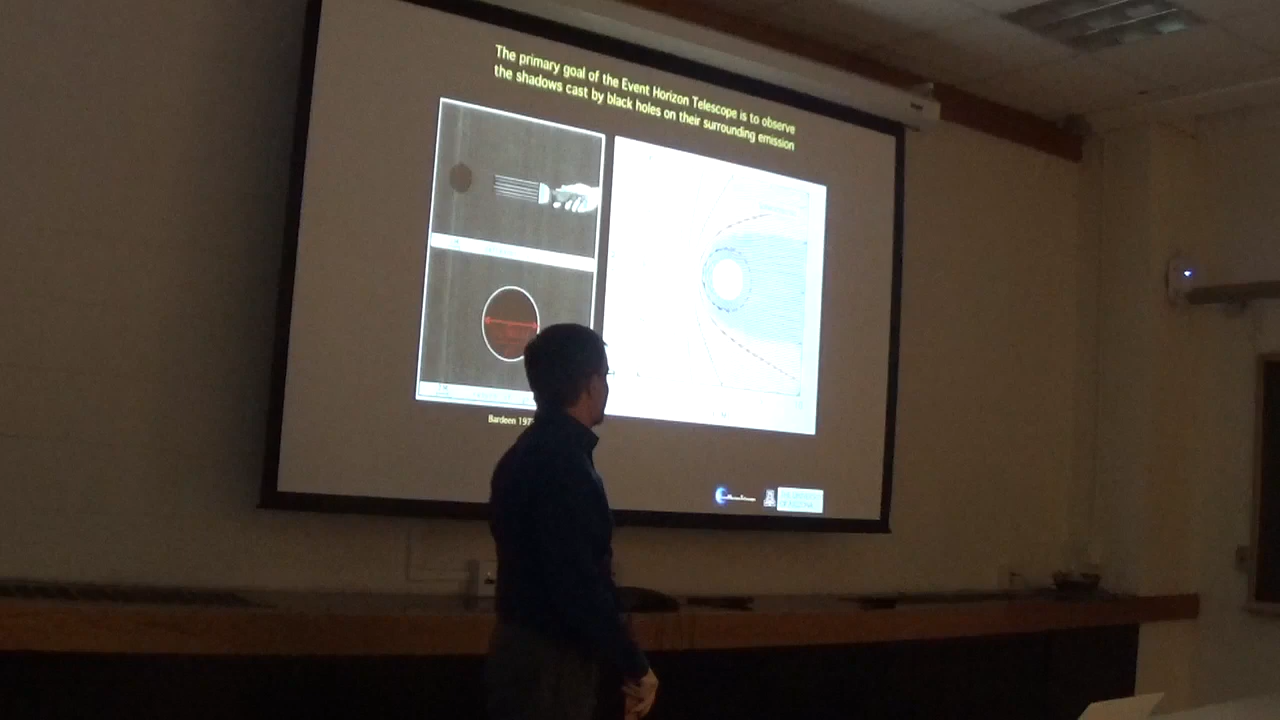 The primary goal of the Event Horizon Telescope is to observe
the shadows cast by black holes on their surrounding emission
Bardeen 197